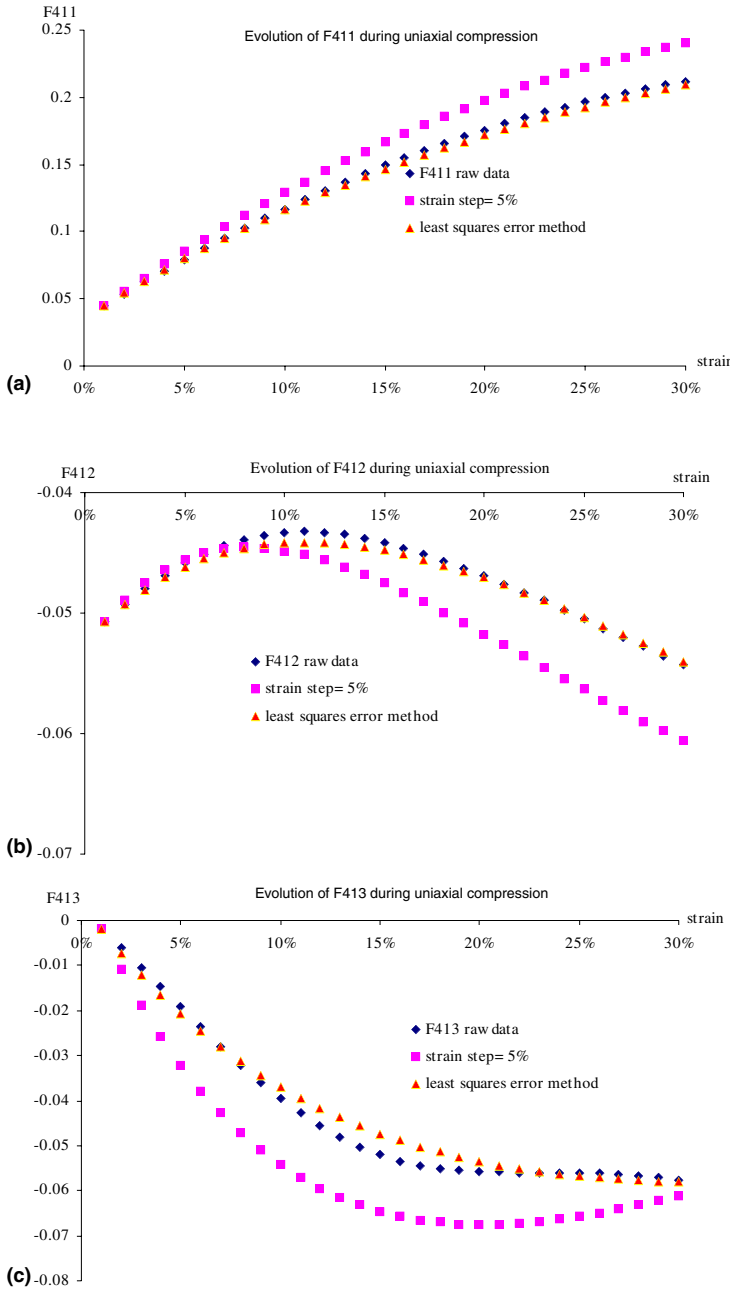 F411
Evolution of F411 during uniaxial compression
0.25
0.2
0.15
0.1
0.05
0
F411 raw data
strain step= 5%
least squares error method
strain
0% 5% 10% 15% 20% 25% 30%
(a)
F412
Evolution of F412 during uniaxial compression
strain
-0.04
0% 5% 10% 15% 20% 25% 30%
-0.05
F412 raw data
strain step= 5%
least squares error method
-0.06
-0.07
(b)
F413
Evolution of F413 during uniaxial compression
strain
0
0% 5% 10% 15% 20% 25% 30%
-0.01
-0.02
-0.03
-0.04
-0.05
-0.06
-0.07
-0.08
F413 raw data
strain step= 5%
least squares error method
(c)